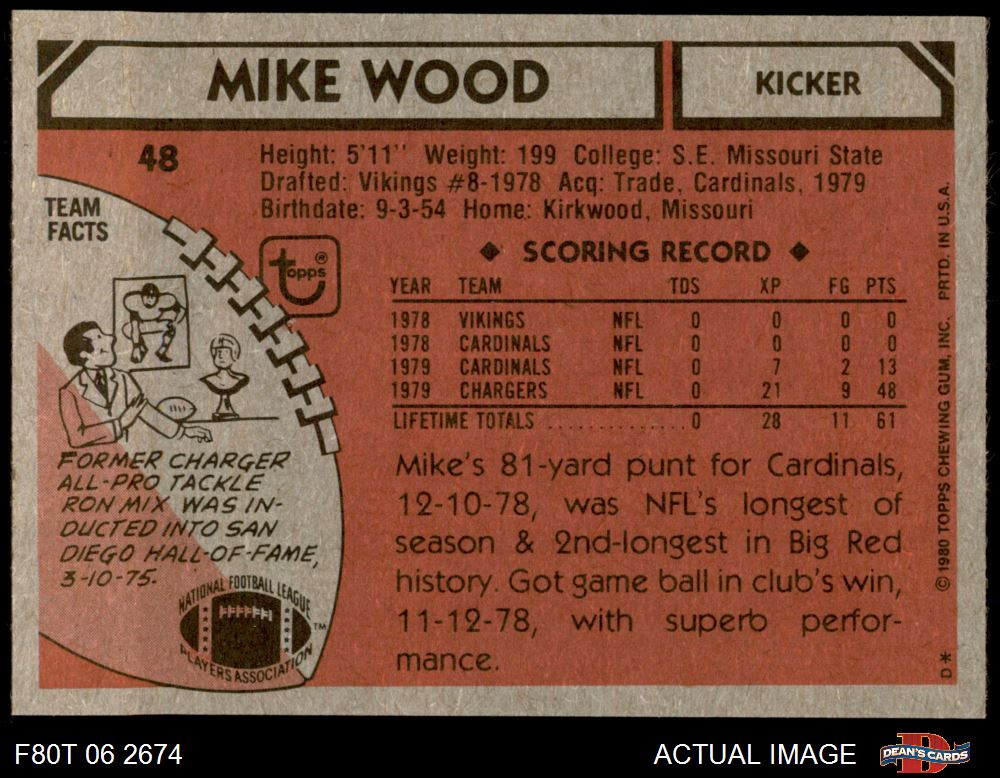 MIKE WOOD
KICKER
48
Height: 5'11" Weight: 199 College: S.E. Missouri State
Drafted: Vikings #8-1978 Acq: Trade, Cardinals, 1979
Birthdate: 9-3-54 Home: Kirkwood, Missouri
TEAM
FACTS
topps®
◆ SCORING RECORD ◆
YEAR TEAM TDS XP FG PTS
1978 VIKINGS NFL 0 0 0 0
1978 CARDINALS NFL 0 0 0 0
1979 CARDINALS NFL 0 7 2 13
1979 CHARGERS NFL 0 21 9 48
LIFETIME TOTALS ..............0 28 11 61
Mike's 81-yard punt for Cardinals,
12-10-78, was NFL's longest of
season & 2nd-longest in Big Red
history. Got game ball in club's win,
11-12-78, with superb perfor-
mance.
FORMER CHARGER
ALL-PRO TACKLE
RON MIX WAS IN-
DUCTED INTO SAN
DIEGO HALL-OF-FAME,
3-10-75.
NATIONAL FOOTBALL LEAGUE
PLAYERS ASSOCIATION
TM
D* © 1980 TOPPS CHEWING GUM, INC. PRTD. IN U.S.A.
F80T 06 2674
ACTUAL IMAGE
DEAN'S CARDS